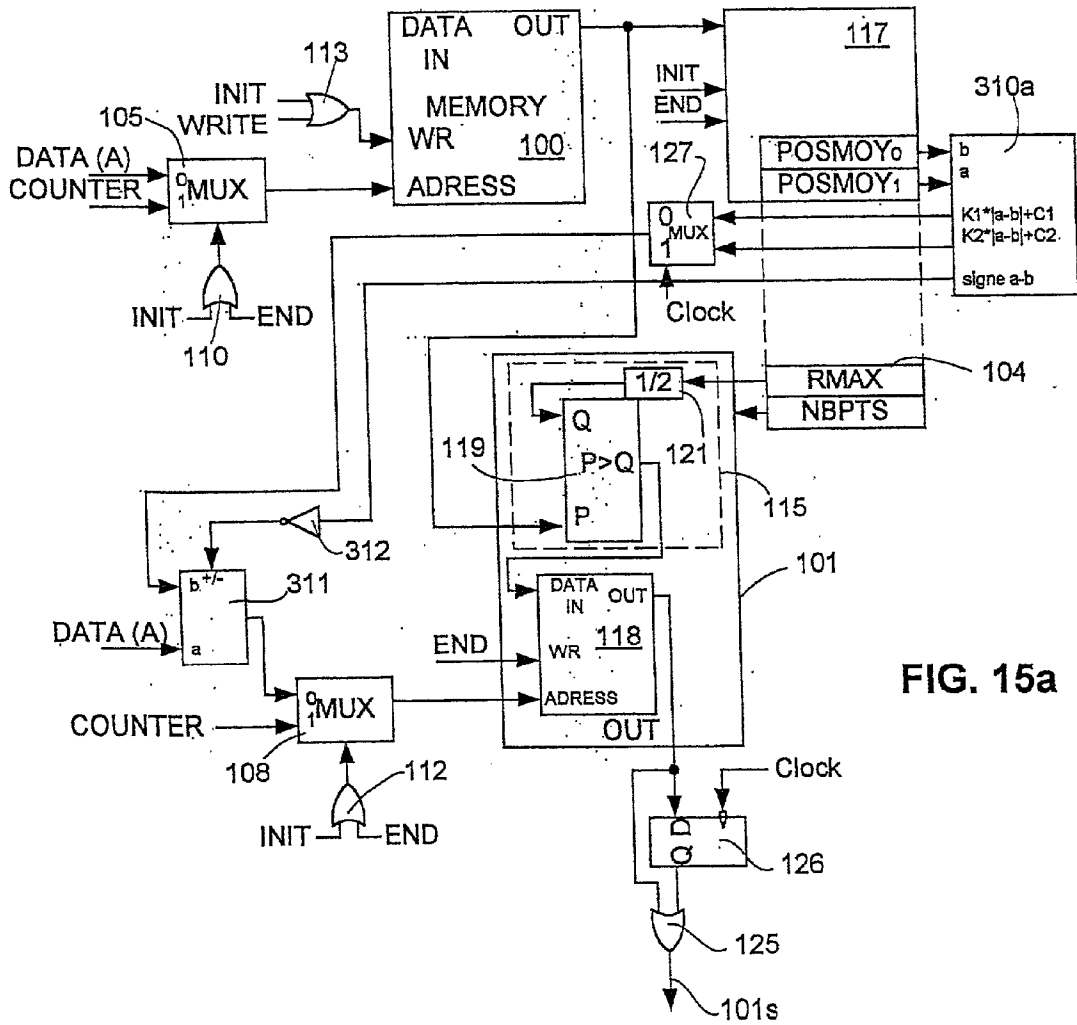 DATA OUT
IN
MEMORY
WR
100
ADRESS
113
INIT
WRITE
105
DATA (A)
COUNTER
0
1
MUX
INIT
END
110
117
INIT
END
310a
POSMOY0
POSMOY1
b
a
K1*|a-b|+C1
K2*|a-b|+C2
signe a-b
127
0
1
MUX
Clock
104
RMAX
NBPTS
1/2
121
Q
119
P>Q
P
115
312
101
b +/-
311
a
DATA (A)
DATA OUT
IN
118
WR
ADRESS
END
OUT
0
1
MUX
COUNTER
108
112
INIT
END
FIG. 15a
Clock
D
Q
126
125
101s